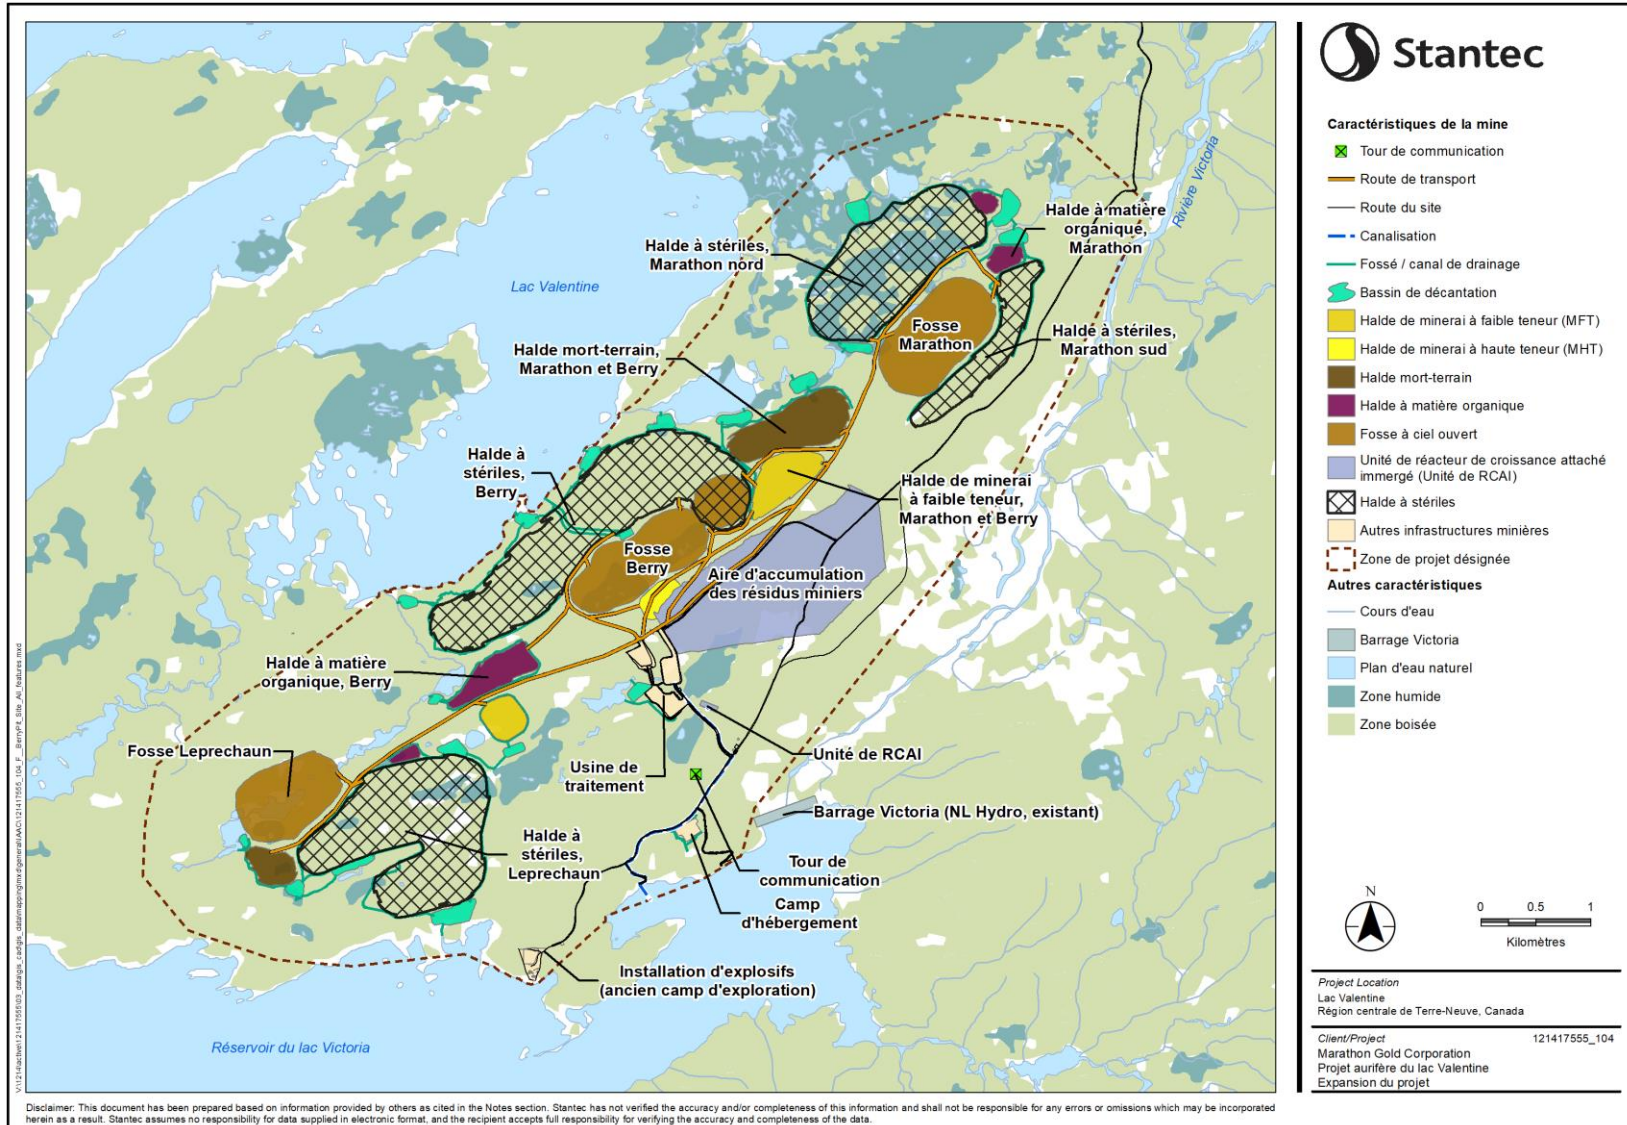 Stantec
Caractéristiques de la mine
Tour de communication
Route de transport
Route du site
Canalisation
Fossé / canal de drainage
Bassin de décantation
Halde de minerai à faible teneur (MFT)
Halde de minerai à haute teneur (MHT)
Halde mort-terrain
Halde à matière organique
Fosse à ciel ouvert
Unité de réacteur de croissance attaché
immergé (Unité de RCAI)
Halde à stériles
Autres infrastructures minières
Zone de projet désignée
Autres caractéristiques
Cours d'eau
Barrage Victoria
Plan d'eau naturel
Zone humide
Zone boisée
N
0 0.5 1
Kilomètres
Project Location
Lac Valentine
Région centrale de Terre-Neuve, Canada
Client/Project 121417555_104
Marathon Gold Corporation
Projet aurifère du lac Valentine
Expansion du projet
Rivière Victoria
Halde à matière
organique,
Marathon
Halde à stériles,
Marathon nord
Lac Valentine
Fosse
Marathon
Halde à stériles,
Marathon sud
Halde mort-terrain,
Marathon et Berry
Halde à
stériles,
Berry
Halde de minerai
à faible teneur,
Marathon et Berry
Fosse
Berry
Aire d'accumulation
des résidus miniers
Halde à matière
organique, Berry
Fosse Leprechaun
Usine de
traitement
Unité de RCAI
Barrage Victoria (NL Hydro, existant)
Halde à
stériles,
Leprechaun
Tour de
communication
Camp
d'hébergement
Installation d'explosifs
(ancien camp d'exploration)
Réservoir du lac Victoria
Disclaimer: This document has been prepared based on information provided by others as cited in the Notes section. Stantec has not verified the accuracy and/or completeness of this information and shall not be responsible for any errors or omissions which may be incorporated
herein as a result. Stantec assumes no responsibility for data supplied in electronic format, and the recipient accepts full responsibility for verifying the accuracy and completeness of the data.